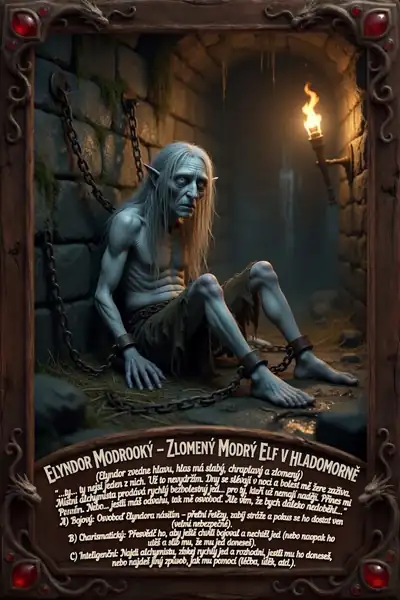 Elyndor Modrooký – Zlomený Modrý Elf v hladomorně
(Elyndor zvedne hlavu, hlas má slabý, chraplavý a zlomený)
"...ty... ty nejsi jeden z nich. Už to nevydržím. Dny se slévají v noci a bolest mě žere zaživa.
Místní alchymista prodává rychlý bezbolestný jed... pro ty, kteří už nemají naději. Přines mi
Prosím. Nebo... jestli máš odvahu, tak mě osvoboď. Ale vím, že bych daleko nedoběhl..."
A) Bojový: Osvoboď Elyndora násilím – přetni řetězy, zabij stráže a pokus se ho dostat ven
(velmi nebezpečné).
B) Charismatický: Přesvědč ho, aby ještě chvíli bojoval a nechtěl jed (nebo naopak ho
utěš a slib mu, že mu jed doneseš).
C) Inteligenční: Najdi alchymistu, získej rychlý jed a rozhodni, jestli mu ho doneseš,
nebo najdeš jiný způsob, jak mu pomoci (léčba, útěk, atd.).